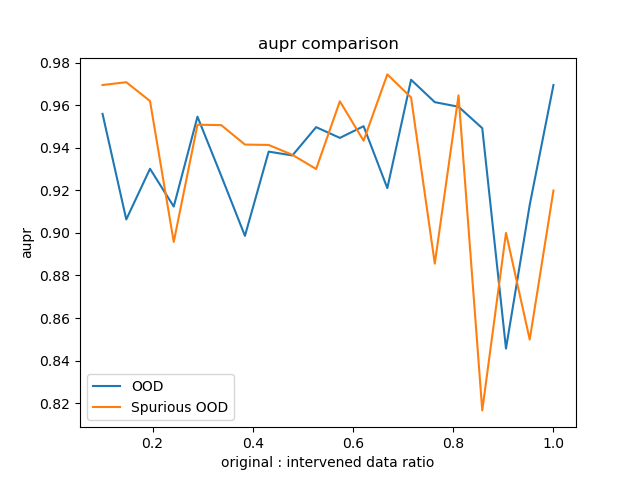 aupr comparison
0.98
0.96
0.94
0.92
0.90
0.88
0.86
0.84
0.82
aupr
OOD
Spurious OOD
0.2 0.4 0.6 0.8 1.0
original : intervened data ratio